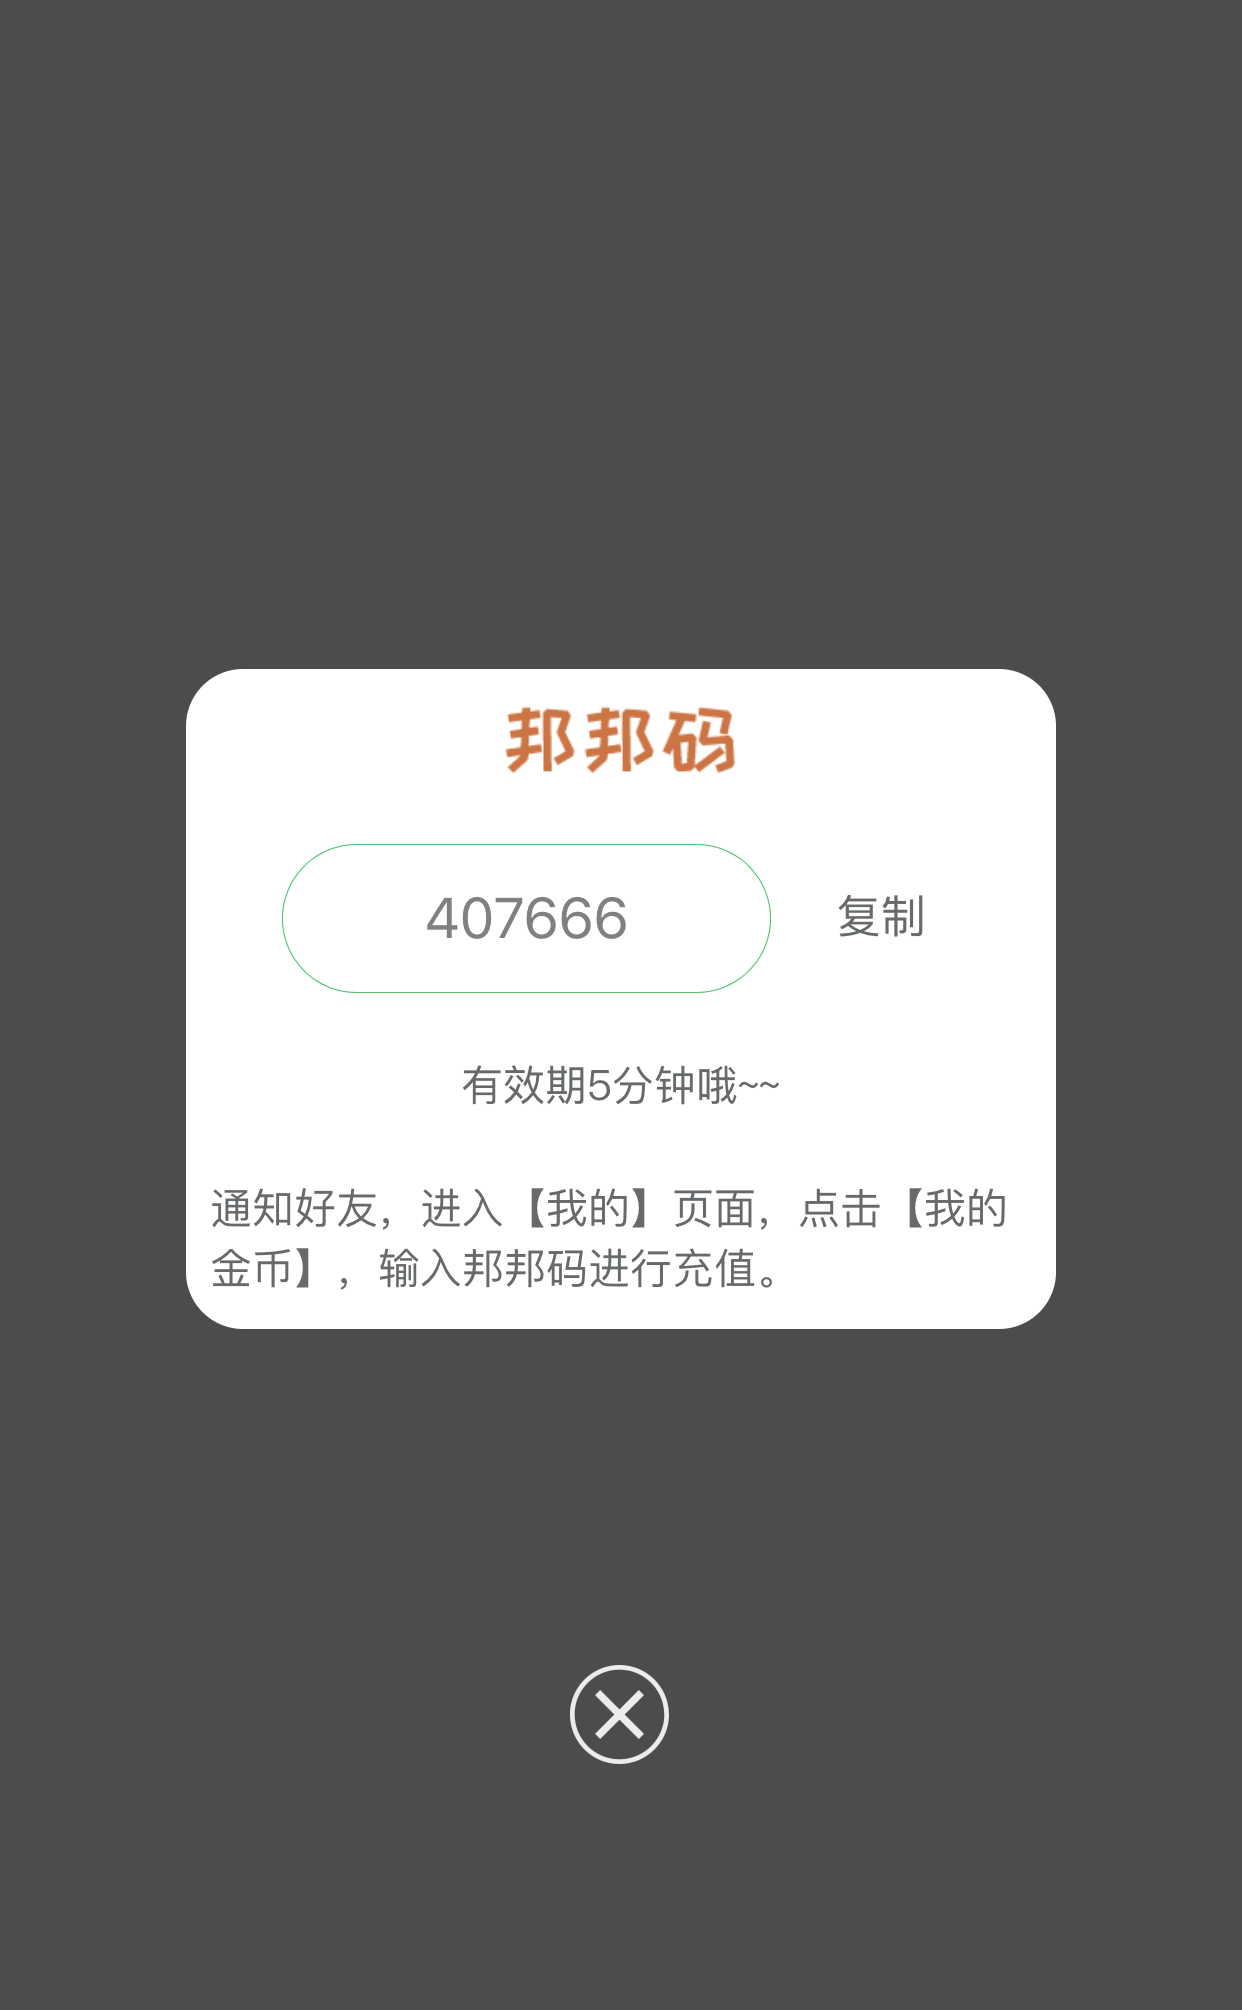 邦邦码
407666
复制
有效期5分钟哦~~
通知好友，进入【我的】页面，点击【我的
金币】，输入邦邦码进行充值。